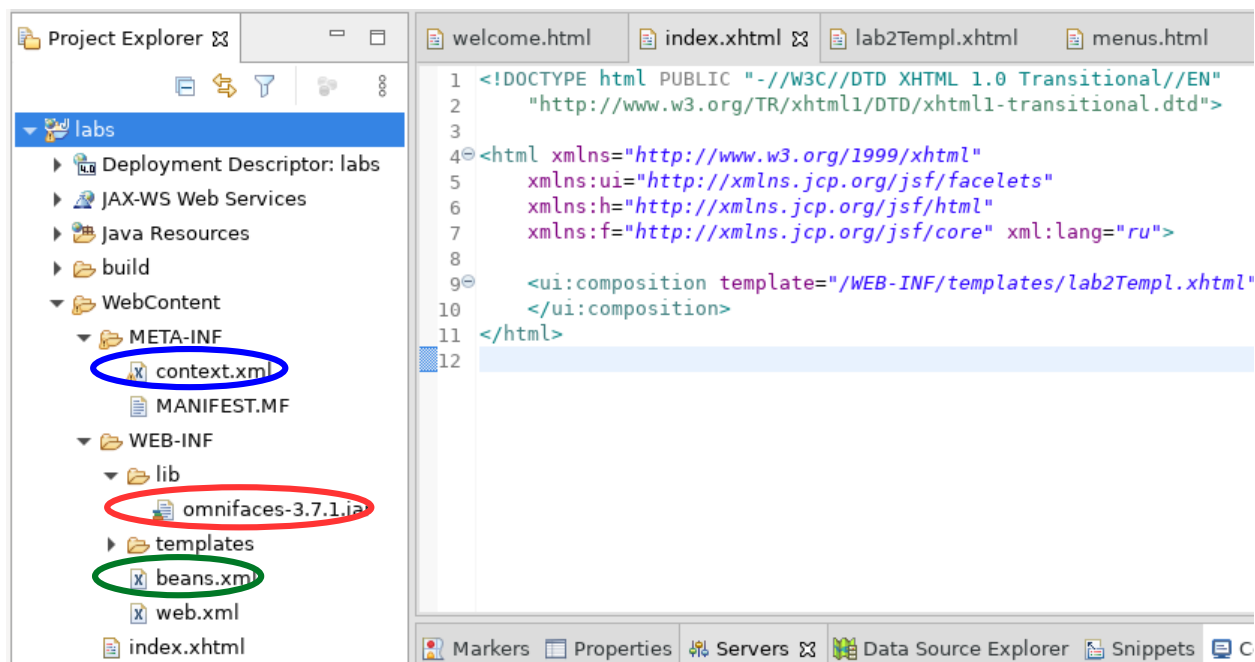 Project Explorer
labs
Deployment Descriptor: labs
JAX-WS Web Services
Java Resources
build
WebContent
META-INF
context.xml
MANIFEST.MF
WEB-INF
lib
omnifaces-3.7.1.jar
templates
beans.xml
web.xml
index.xhtml
welcome.html index.xhtml lab2Templ.xhtml menus.html
1 <!DOCTYPE html PUBLIC "-//W3C//DTD XHTML 1.0 Transitional//EN"
2 "http://www.w3.org/TR/xhtml1/DTD/xhtml1-transitional.dtd">
3
4 <html xmlns="http://www.w3.org/1999/xhtml"
5 xmlns:ui="http://xmlns.jcp.org/jsf/facelets"
6 xmlns:h="http://xmlns.jcp.org/jsf/html"
7 xmlns:f="http://xmlns.jcp.org/jsf/core" xml:lang="ru">
8
9 <ui:composition template="/WEB-INF/templates/lab2Templ.xhtml"
10 </ui:composition>
11 </html>
12
Markers Properties Servers Data Source Explorer Snippets C